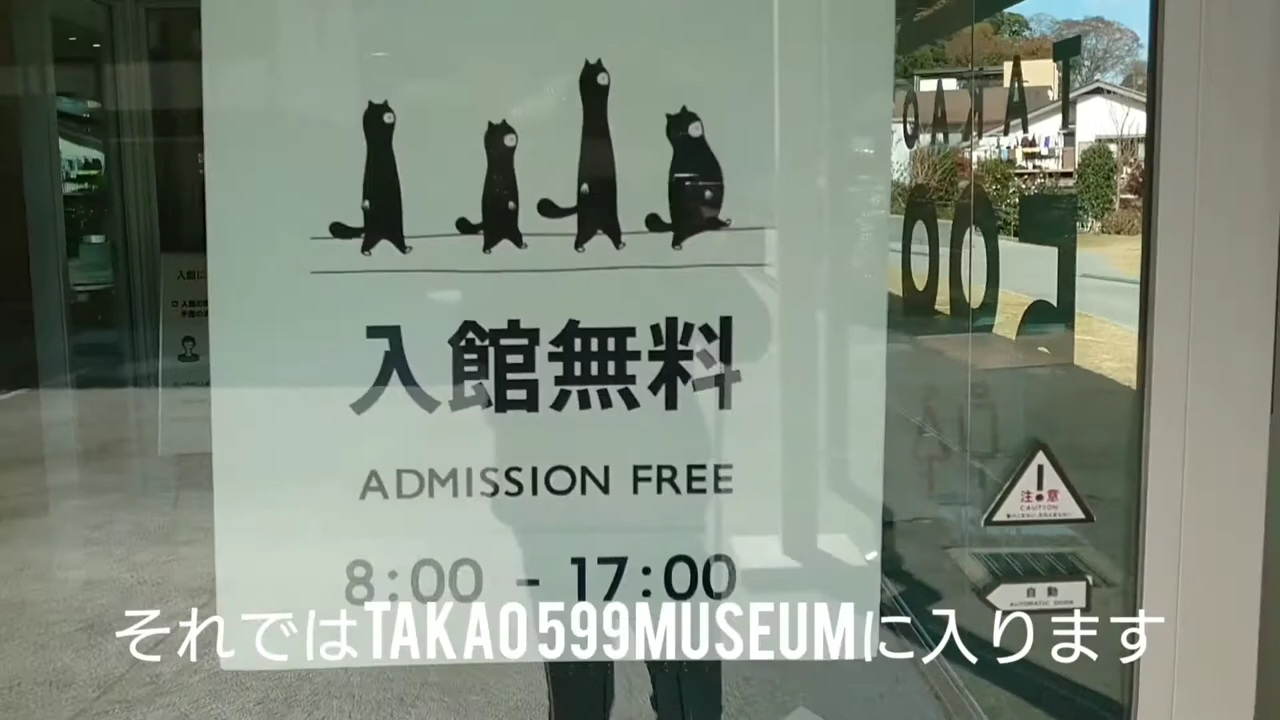 入館無料
ADMISSION FREE
8:00 - 17:00
TAKAO
注意
CAUTION
自動
AUTOMATIC DOOR
それではTAKAO 599MUSEUMに入ります